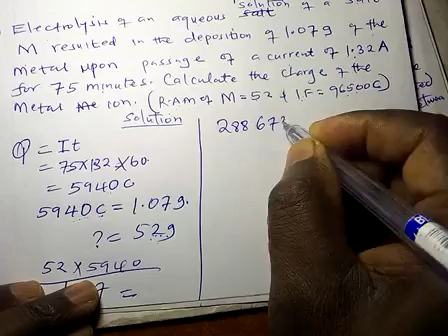 Electrolysis of an aqueous solution of a salt
M resulted in the deposition of 1.07g of the
metal upon passage of a current of 1.32A
for 75 minutes. Calculate the charge of the
Metal ion. (R.A.M of M = 52, 1F = 96500C)
Solution
Q = It
= 75×1.32×60
= 5940C
5940C = 1.07g.
? = 52g
52 × 5940
=
28867